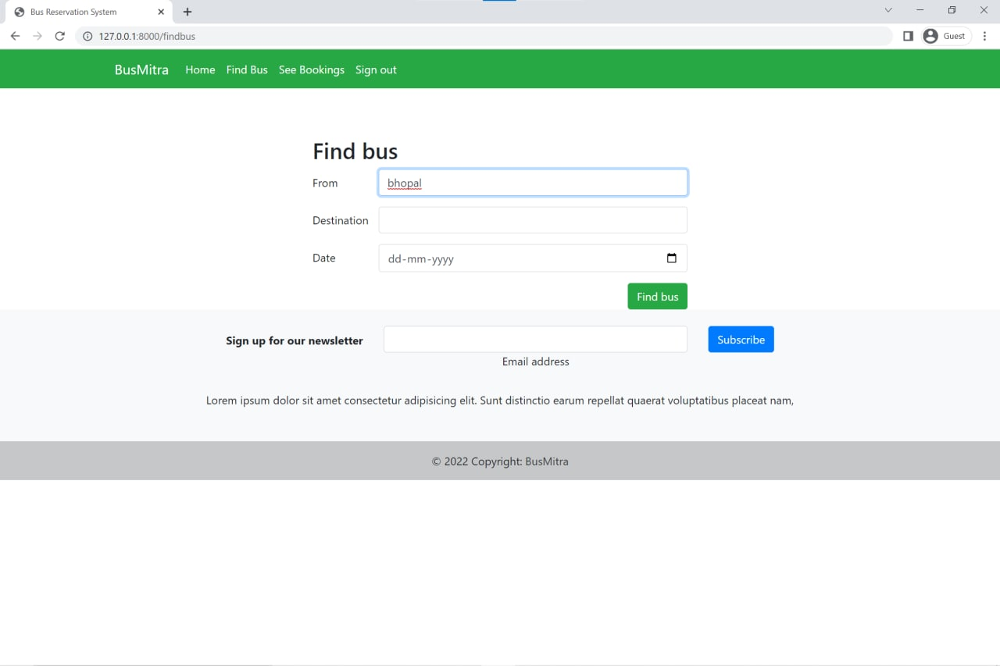 Bus Reservation System
127.0.0.1:8000/findbus
Guest
BusMitra Home Find Bus See Bookings Sign out
Find bus
From bhopal
Destination
Date dd-mm-yyyy
Find bus
Sign up for our newsletter Subscribe
Email address
Lorem ipsum dolor sit amet consectetur adipisicing elit. Sunt distinctio earum repellat quaerat voluptatibus placeat nam,
© 2022 Copyright: BusMitra